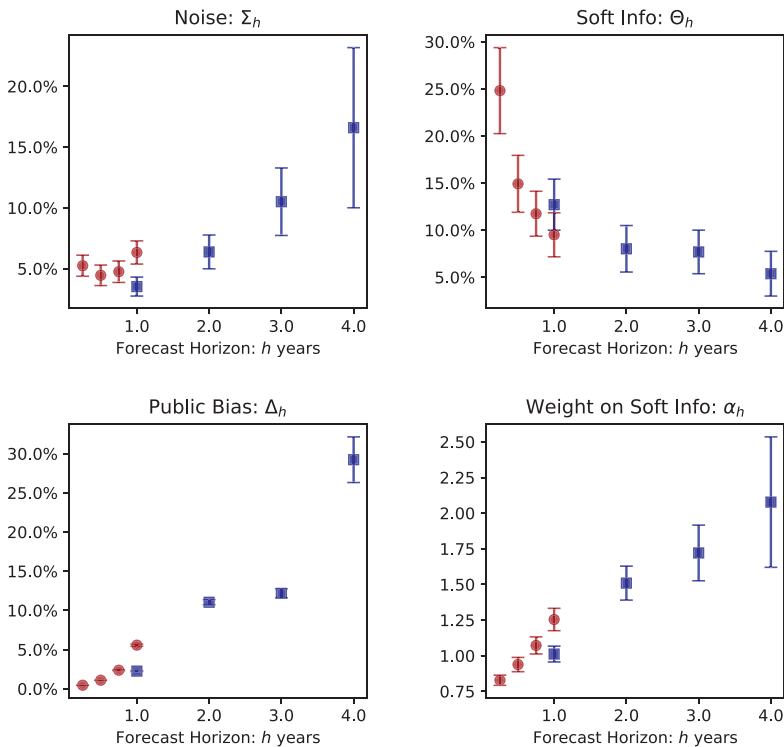 Noise: Σh
20.0%
15.0%
10.0%
5.0%
1.0 2.0 3.0 4.0
Forecast Horizon: h years
Soft Info: Θh
30.0%
25.0%
20.0%
15.0%
10.0%
5.0%
1.0 2.0 3.0 4.0
Forecast Horizon: h years
Public Bias: Δh
30.0%
25.0%
20.0%
15.0%
10.0%
5.0%
0.0%
1.0 2.0 3.0 4.0
Forecast Horizon: h years
Weight on Soft Info: αh
2.50
2.25
2.00
1.75
1.50
1.25
1.00
0.75
1.0 2.0 3.0 4.0
Forecast Horizon: h years